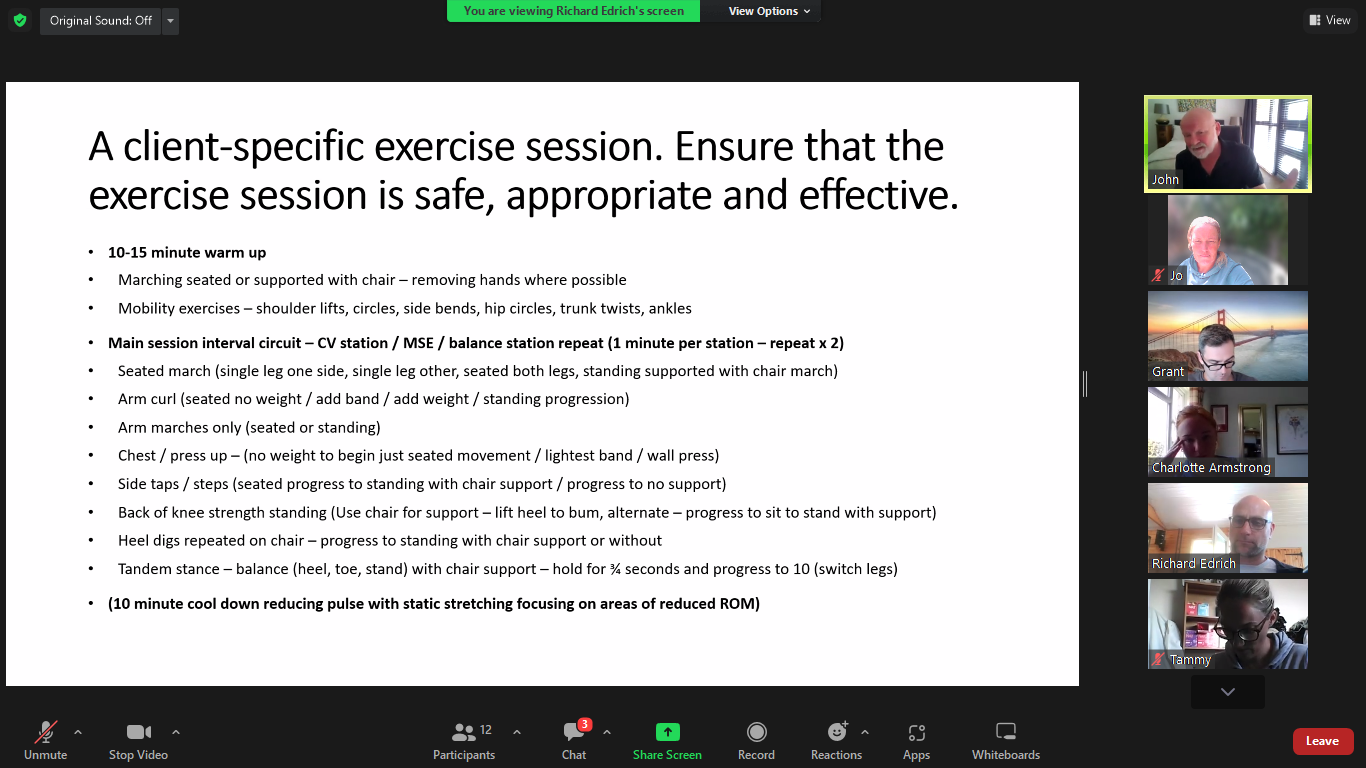 Original Sound: Off
You are viewing Richard Edrich's screen
View Options
View
A client-specific exercise session. Ensure that the
exercise session is safe, appropriate and effective.
• 10-15 minute warm up
• Marching seated or supported with chair – removing hands where possible
• Mobility exercises – shoulder lifts, circles, side bends, hip circles, trunk twists, ankles
• Main session interval circuit – CV station / MSE / balance station repeat (1 minute per station – repeat x 2)
• Seated march (single leg one side, single leg other, seated both legs, standing supported with chair march)
• Arm curl (seated no weight / add band / add weight / standing progression)
• Arm marches only (seated or standing)
• Chest / press up – (no weight to begin just seated movement / lightest band / wall press)
• Side taps / steps (seated progress to standing with chair support / progress to no support)
• Back of knee strength standing (Use chair for support – lift heel to bum, alternate – progress to sit to stand with support)
• Heel digs repeated on chair – progress to standing with chair support or without
• Tandem stance – balance (heel, toe, stand) with chair support – hold for ¾ seconds and progress to 10 (switch legs)
• (10 minute cool down reducing pulse with static stretching focusing on areas of reduced ROM)
John
Jo
Grant
Charlotte Armstrong
Richard Edrich
Tammy
Unmute
Stop Video
12
Participants
3
Chat
Share Screen
Record
Reactions
Apps
Whiteboards
Leave